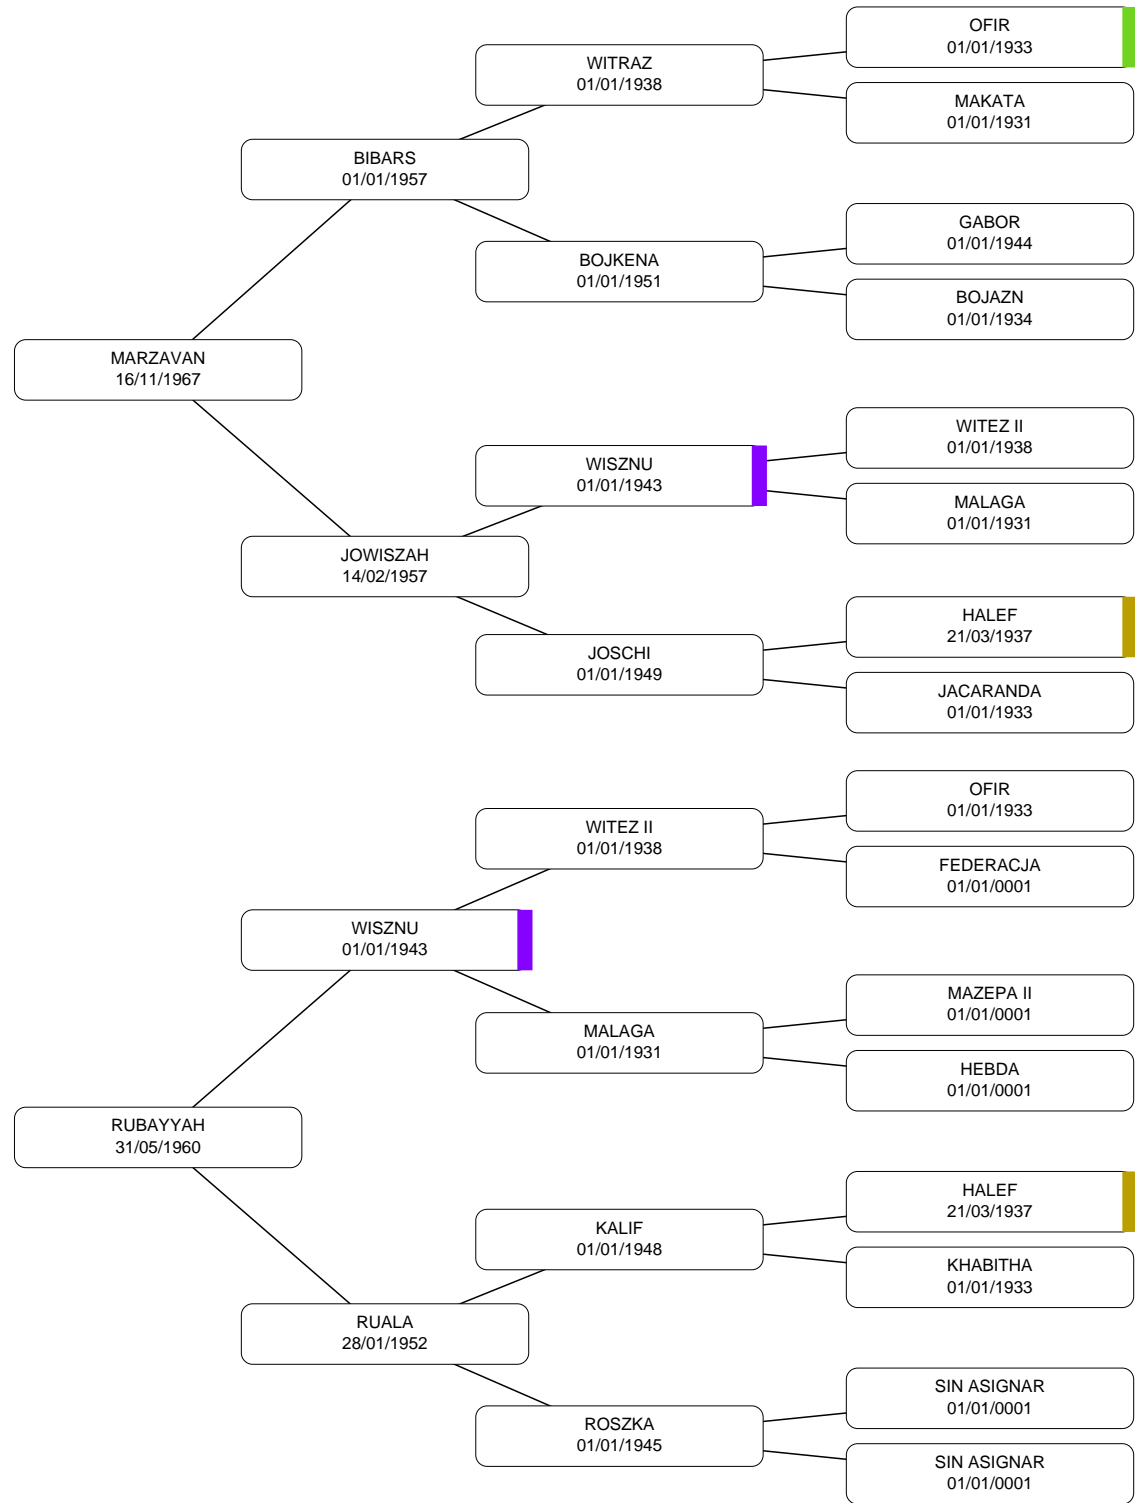 OFIR
01/01/1933
WITRAZ
01/01/1938
MAKATA
01/01/1931
BIBARS
01/01/1957
GABOR
01/01/1944
BOJKENA
01/01/1951
BOJAZN
01/01/1934
MARZAVAN
16/11/1967
WITEZ II
01/01/1938
WISZNU
01/01/1943
MALAGA
01/01/1931
JOWISZAH
14/02/1957
HALEF
21/03/1937
JOSCHI
01/01/1949
JACARANDA
01/01/1933
OFIR
01/01/1933
WITEZ II
01/01/1938
FEDERACJA
01/01/0001
WISZNU
01/01/1943
MAZEPA II
01/01/0001
MALAGA
01/01/1931
HEBDA
01/01/0001
RUBAYYAH
31/05/1960
HALEF
21/03/1937
KALIF
01/01/1948
KHABITHA
01/01/1933
RUALA
28/01/1952
SIN ASIGNAR
01/01/0001
ROSZKA
01/01/1945
SIN ASIGNAR
01/01/0001